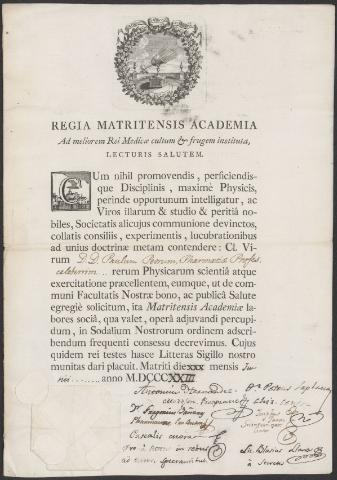 REGIA MATRITENSIS ACADEMIA
Ad meliorem Rei Medicæ cultum & frugem instituta,
LECTURIS SALUTEM.
CUm nihil promovendis, perficiendis-
que Disciplinis, maximè Physicis,
perinde opportunum intelligatur, ac
Viros illarum & studio & peritiâ no-
biles, Societatis alicujus communione devinctos,
collatis consiliis, experimentis, lucubrationibus
ad unius doctrinæ metam contendere: Cl. Vi-
rum D. D. Paulum Pharmaciæ Profes.
celeberrim... rerum Physicarum scientiâ atque
exercitatione præcellentem, eumque, ut de com-
muni Facultatis Nostræ bono, ac publicâ Salute
egregiè solicitum, ita Matritensis Academiæ la-
bores sociâ, qua valet, operâ adjuvandi percupi-
dum, in Sodalium Nostrorum ordinem adscri-
bendum frequenti consessu decrevimus. Cujus
quidem rei testes hasce Litteras Sigillo nostro
munitas dari placuit. Matriti die xxx mensis Ju-
nii........ anno M.DCCCXXIII
Antonius Hernandez